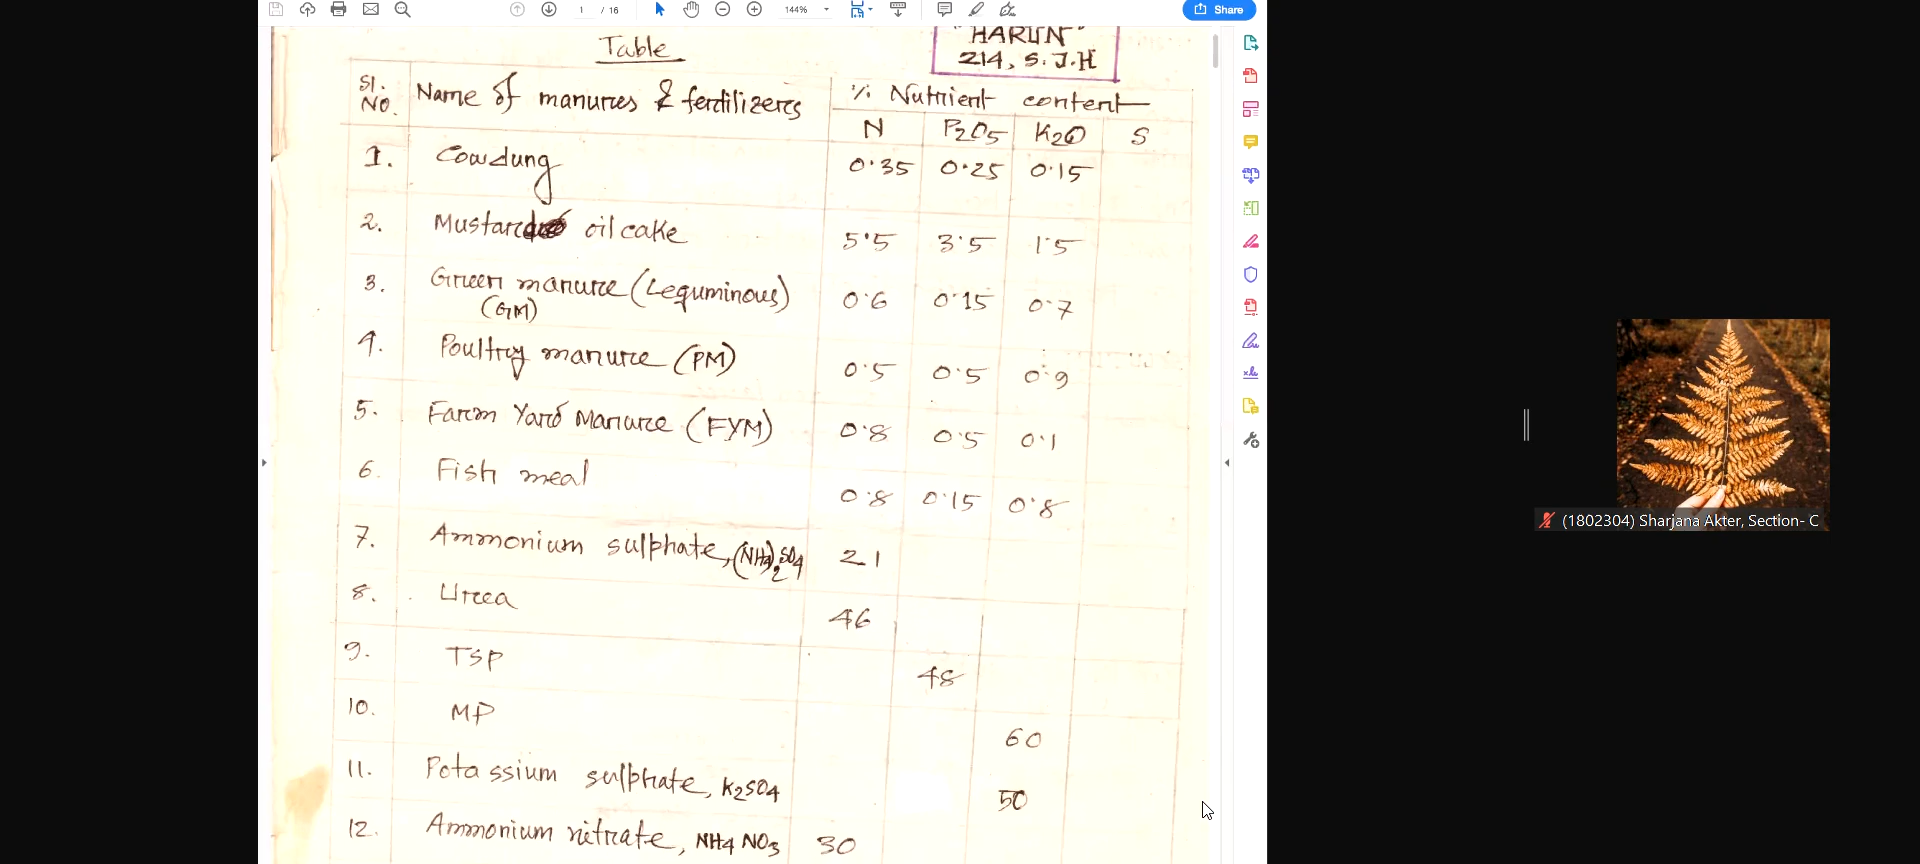 1 / 16
144%
Share
"HARUN"
214, S.J.H
Table
Sl. NO. Name of manures & fertilizers % Nutrient content
N P2O5 K2O S
1. Cowdung 0.35 0.25 0.15
2. Mustard oil cake 5.5 3.5 1.5
3. Green manure (Leguminous) (GM) 0.6 0.15 0.7
4. Poultry manure (PM) 0.5 0.5 0.9
5. Farm Yard Manure (FYM) 0.8 0.5 0.1
6. Fish meal 0.8 0.15 0.8
7. Ammonium sulphate, (NH4)2SO4 21
8. Urea 46
9. TSP 48
10. MP 60
11. Potassium sulphate, K2SO4 50
12. Ammonium nitrate, NH4NO3 30
(1802304) Sharjana Akter, Section- C